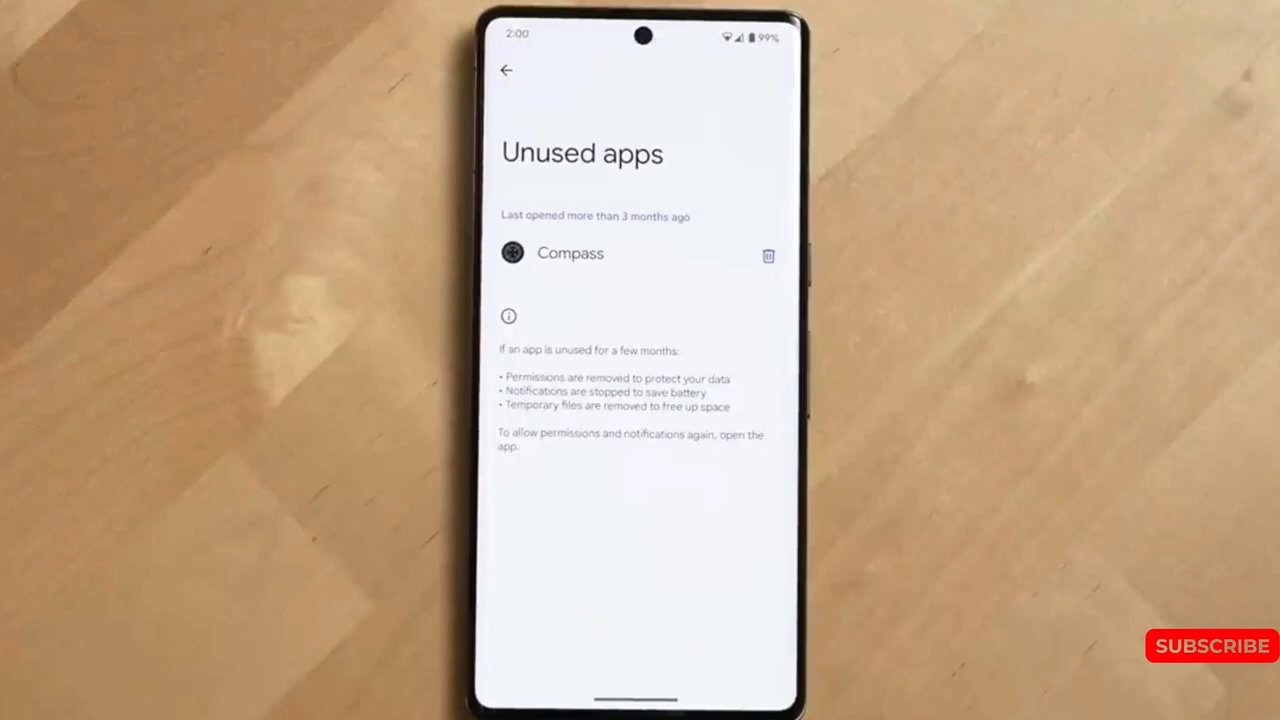 2:00
99%
Unused apps
Last opened more than 3 months ago
Compass
If an app is unused for a few months:
• Permissions are removed to protect your data
• Notifications are stopped to save battery
• Temporary files are removed to free up space
To allow permissions and notifications again, open the
app.
SUBSCRIBE